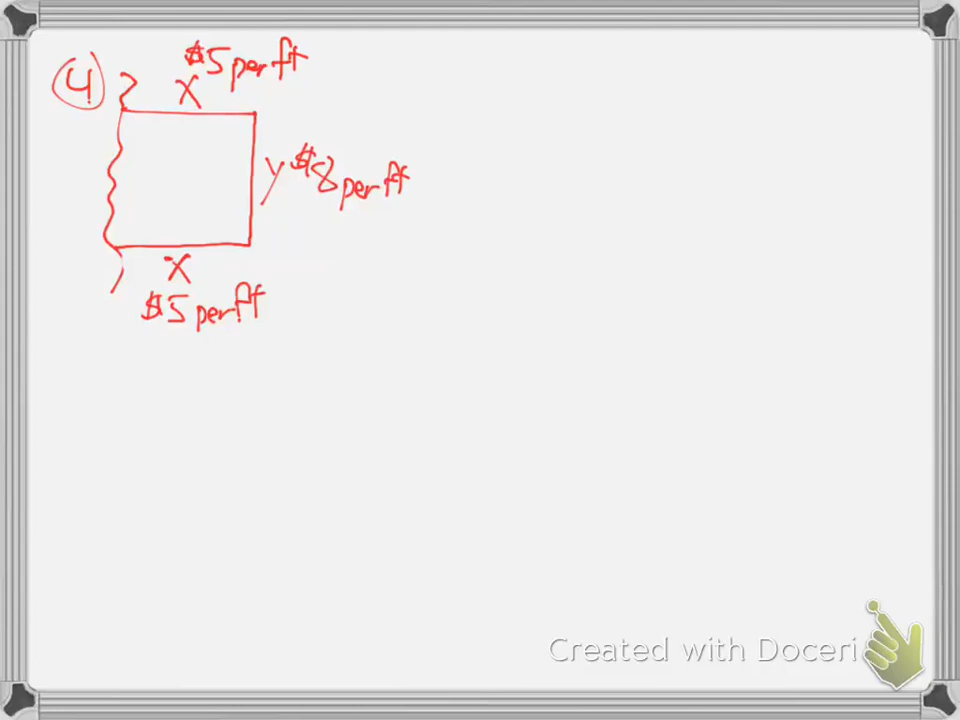 4
$5 per ft
x
y $8 per ft
x
$5 per ft
Created with Doceri